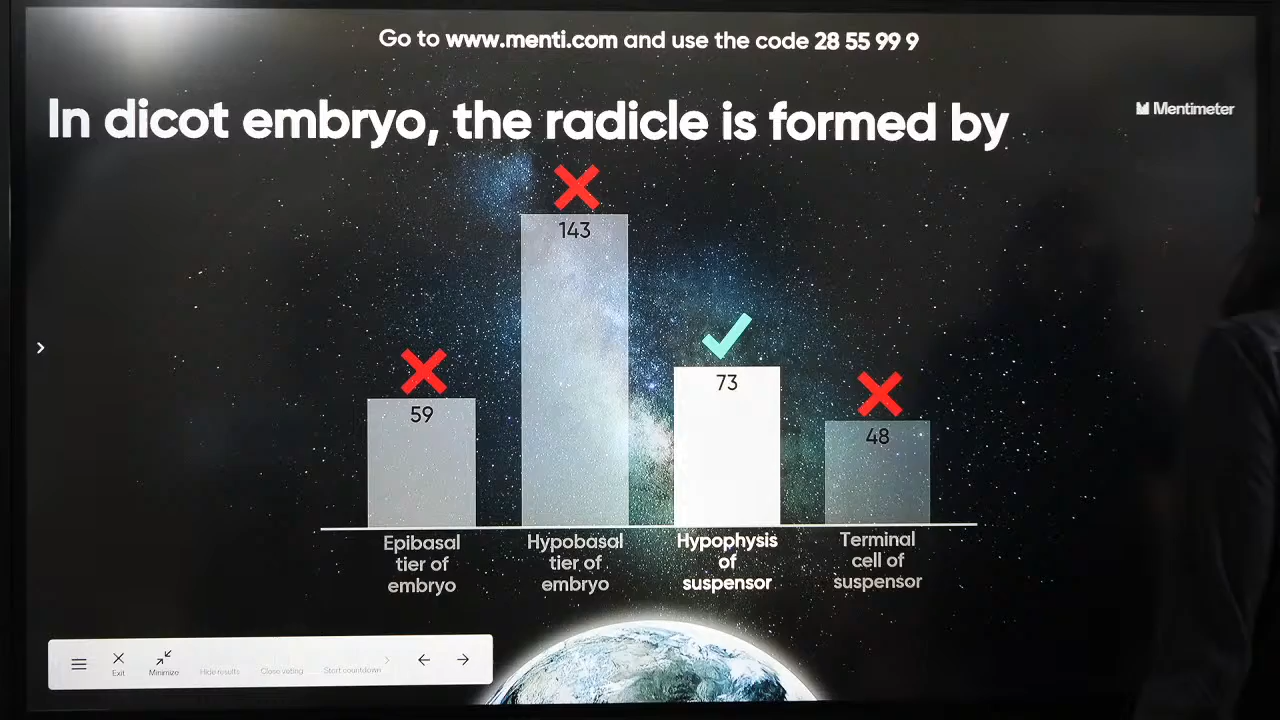 Go to www.menti.com and use the code 28 55 99 9
In dicot embryo, the radicle is formed by
Mentimeter
143
73
59
48
Epibasal
tier of
embryo
Hypobasal
tier of
embryo
Hypophysis
of
suspensor
Terminal
cell of
suspensor
Exit
Minimize
Hide results
Close voting
Start countdown